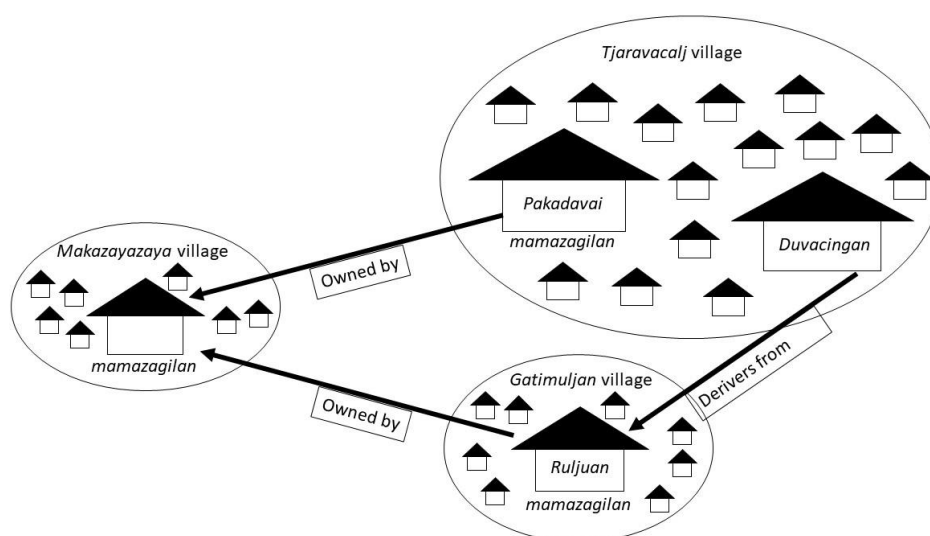 Tjaravacalj village
Pakadavai
mamazagilan
Duvacingan
Makazayazaya village
Owned by
mamazagilan
Derivers from
Gatimuljan village
Owned by
Ruljuan
mamazagilan